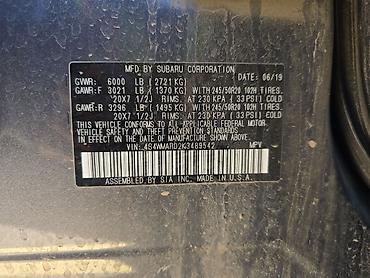 MFD. BY SUBARU CORPORATION DATE: 06/19
GVWR: 6000 LB (2721 KG)
GAWR:F 3021 LB (1370 KG) WITH 245/50R20 102H TIRES.
20X7 1/2J RIMS. AT 230 KPA (33 PSI) COLD
GAWR:R 3296 LB (1495 KG) WITH 245/50R20 102H TIRES.
20X7 1/2J RIMS. AT 230 KPA (33 PSI) COLD
THIS VEHICLE CONFORMS TO ALL APPLICABLE
FEDERAL MOTOR VEHICLE SAFETY STANDARDS
IN EFFECT ON THE DATE OF MANUFACTURE SHOWN ABOVE.
VIN: 4S4WMARD2K3489542 MPV
ASSEMBLED BY SIA INC. MADE IN U.S.A.